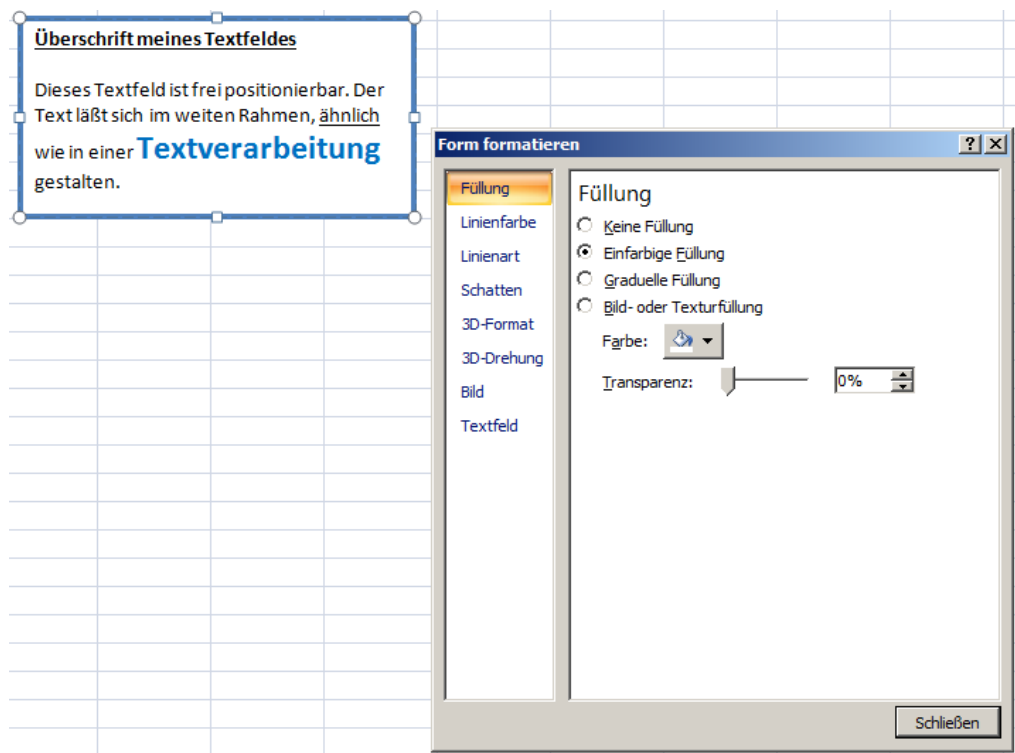 Überschrift meines Textfeldes
Dieses Textfeld ist frei positionierbar. Der
Text läßt sich im weiten Rahmen, ähnlich
wie in einer Textverarbeitung
gestalten.
Form formatieren
Füllung
Linienfarbe
Linienart
Schatten
3D-Format
3D-Drehung
Bild
Textfeld
Füllung
Keine Füllung
Einfarbige Füllung
Graduelle Füllung
Bild- oder Texturfüllung
Farbe:
Transparenz: 0%
Schließen